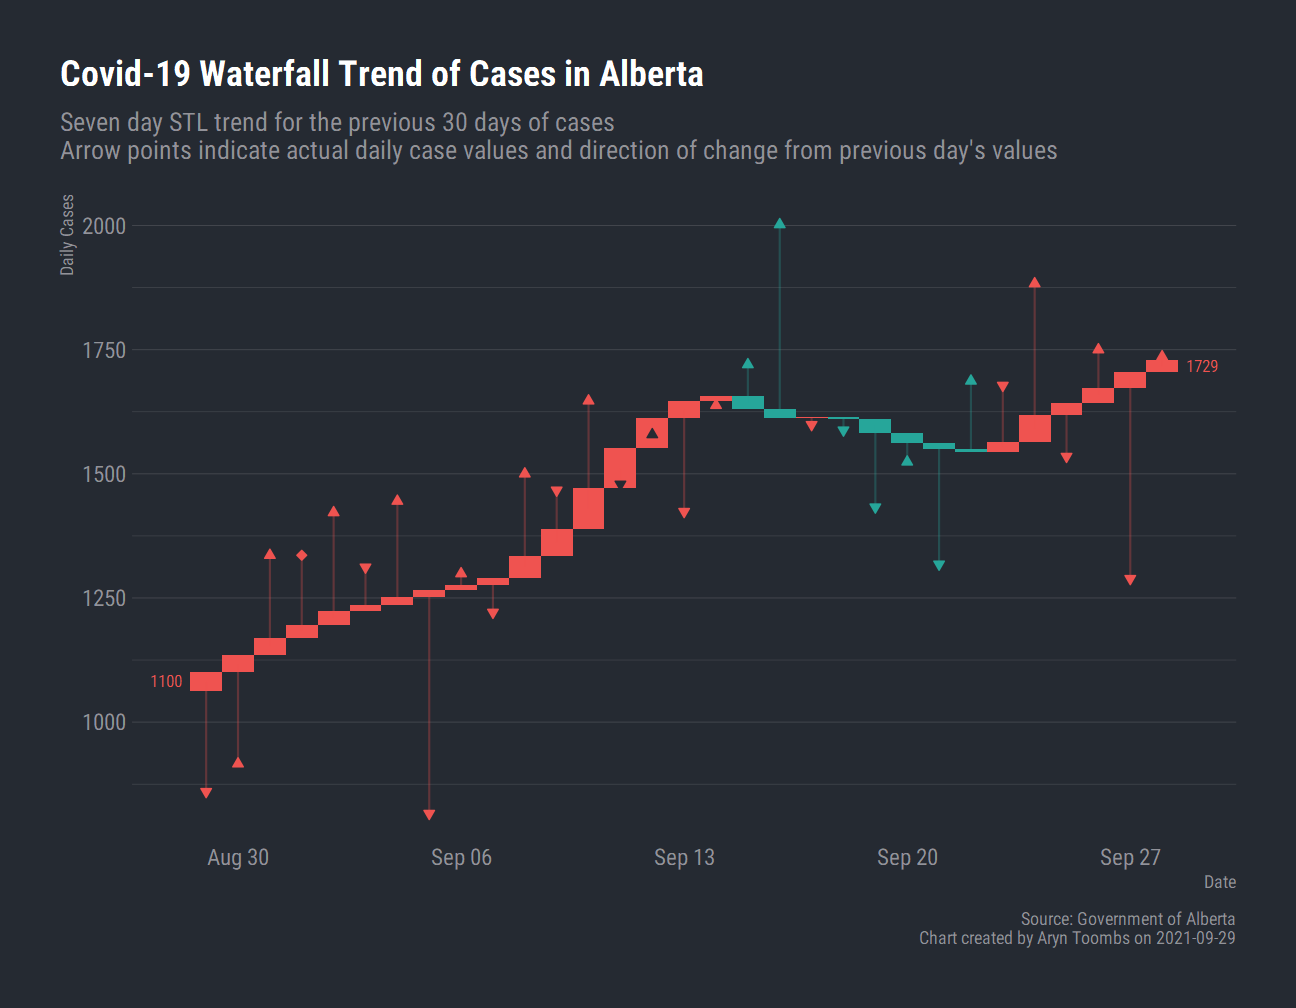 Covid-19 Waterfall Trend of Cases in Alberta
Seven day STL trend for the previous 30 days of cases
Arrow points indicate actual daily case values and direction of change from previous day's values
Daily Cases
2000
1750
1500
1250
1000
1100
1729
Aug 30
Sep 06
Sep 13
Sep 20
Sep 27
Date
Source: Government of Alberta
Chart created by Aryn Toombs on 2021-09-29